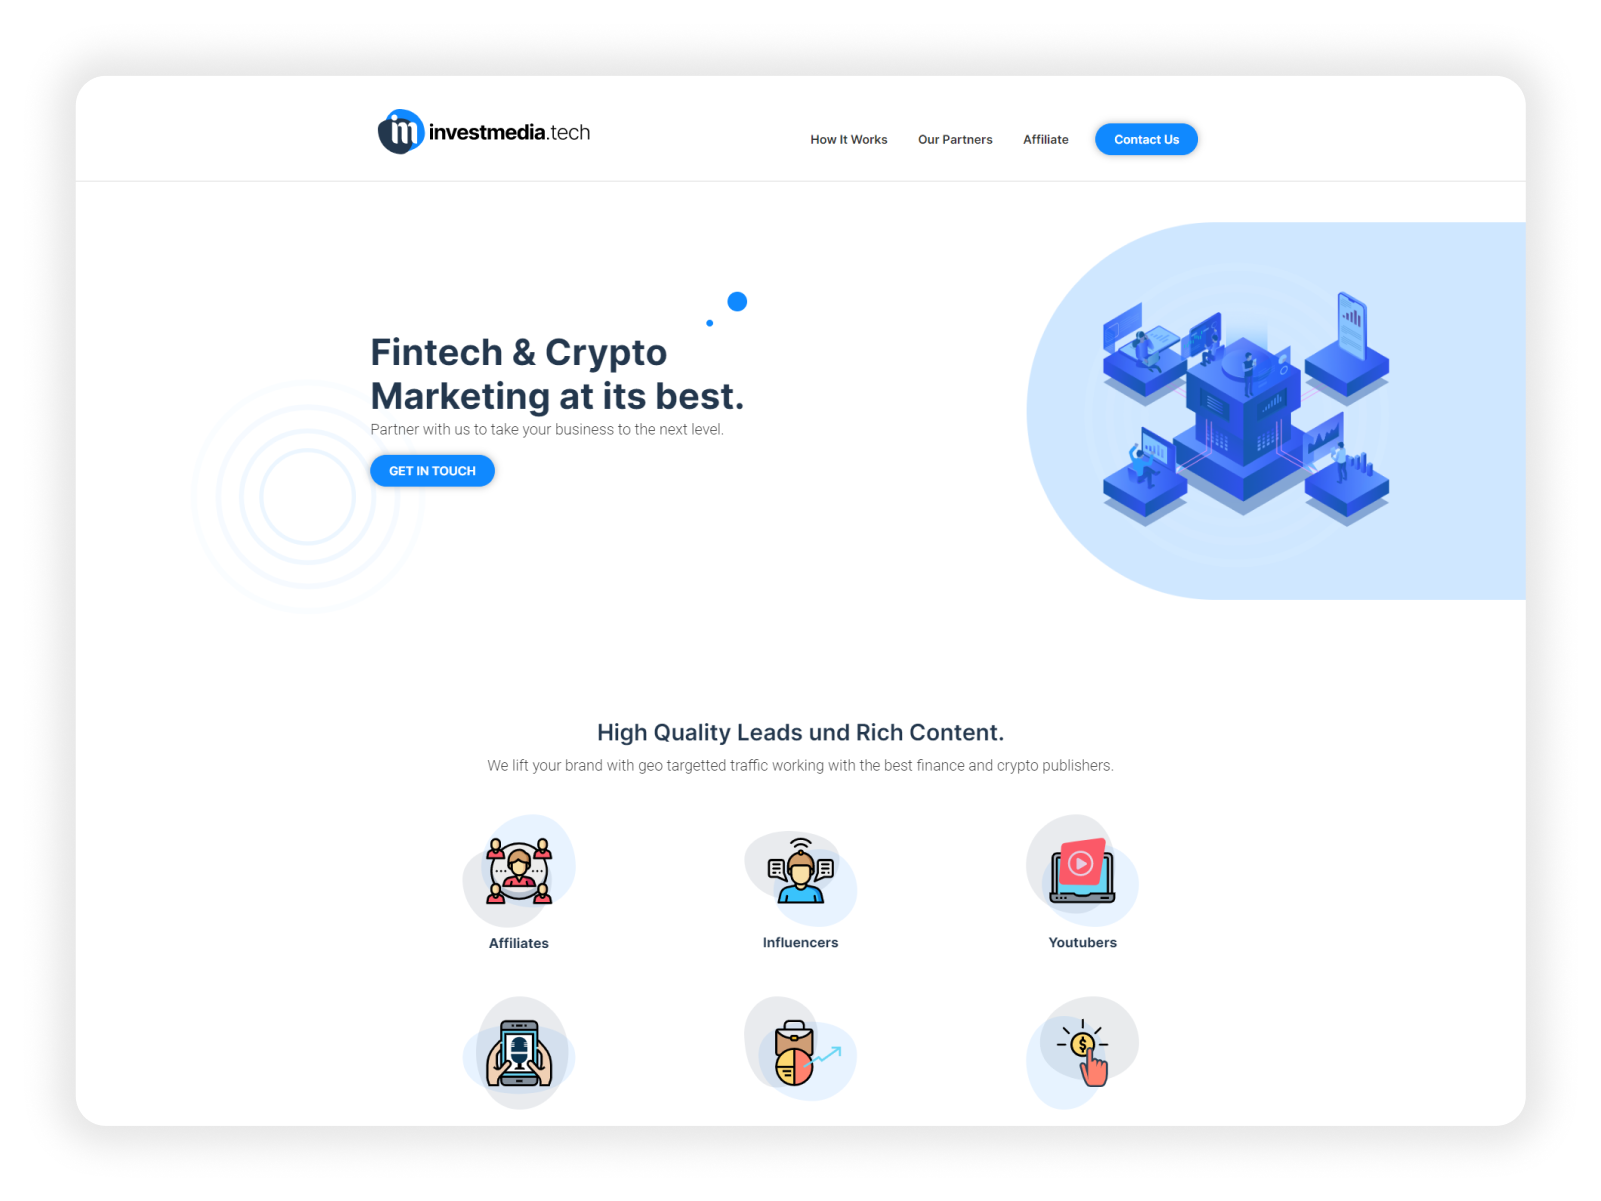 im investmedia.tech
How It Works
Our Partners
Affiliate
Contact Us
Fintech & Crypto
Marketing at its best.
Partner with us to take your business to the next level.
GET IN TOUCH
High Quality Leads und Rich Content.
We lift your brand with geo targetted traffic working with the best finance and crypto publishers.
Affiliates
Influencers
Youtubers
$